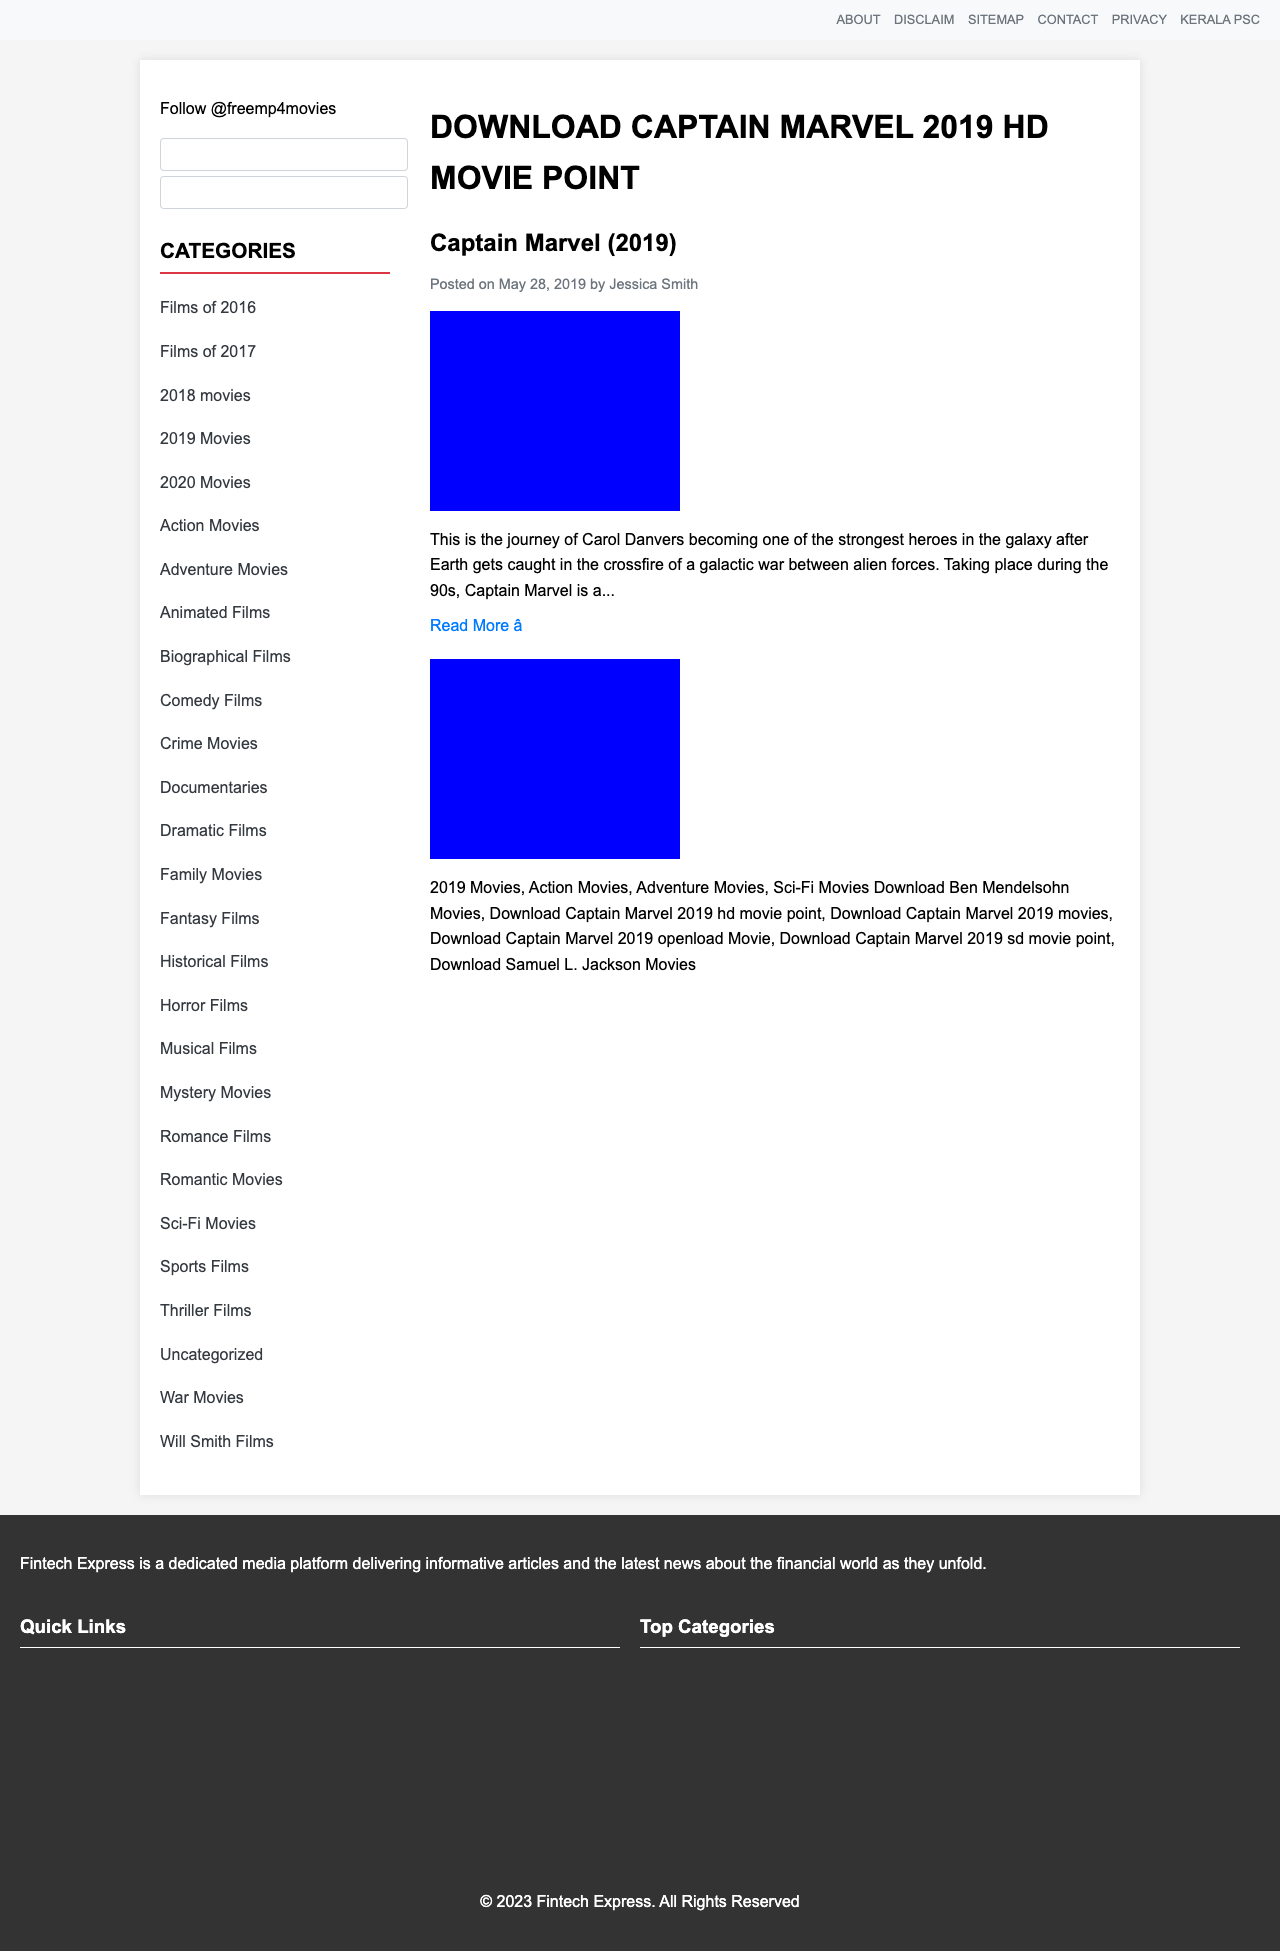 ABOUT DISCLAIM SITEMAP CONTACT PRIVACY KERALA PSC
Follow @freemp4movies
CATEGORIES
Films of 2016
Films of 2017
2018 movies
2019 Movies
2020 Movies
Action Movies
Adventure Movies
Animated Films
Biographical Films
Comedy Films
Crime Movies
Documentaries
Dramatic Films
Family Movies
Fantasy Films
Historical Films
Horror Films
Musical Films
Mystery Movies
Romance Films
Romantic Movies
Sci-Fi Movies
Sports Films
Thriller Films
Uncategorized
War Movies
Will Smith Films
DOWNLOAD CAPTAIN MARVEL 2019 HD
MOVIE POINT
Captain Marvel (2019)
Posted on May 28, 2019 by Jessica Smith
This is the journey of Carol Danvers becoming one of the strongest heroes in the galaxy after
Earth gets caught in the crossfire of a galactic war between alien forces. Taking place during the
90s, Captain Marvel is a...
Read More â
2019 Movies, Action Movies, Adventure Movies, Sci-Fi Movies Download Ben Mendelsohn
Movies, Download Captain Marvel 2019 hd movie point, Download Captain Marvel 2019 movies,
Download Captain Marvel 2019 openload Movie, Download Captain Marvel 2019 sd movie point,
Download Samuel L. Jackson Movies
Fintech Express is a dedicated media platform delivering informative articles and the latest news about the financial world as they unfold.
Quick Links
Top Categories
© 2023 Fintech Express. All Rights Reserved